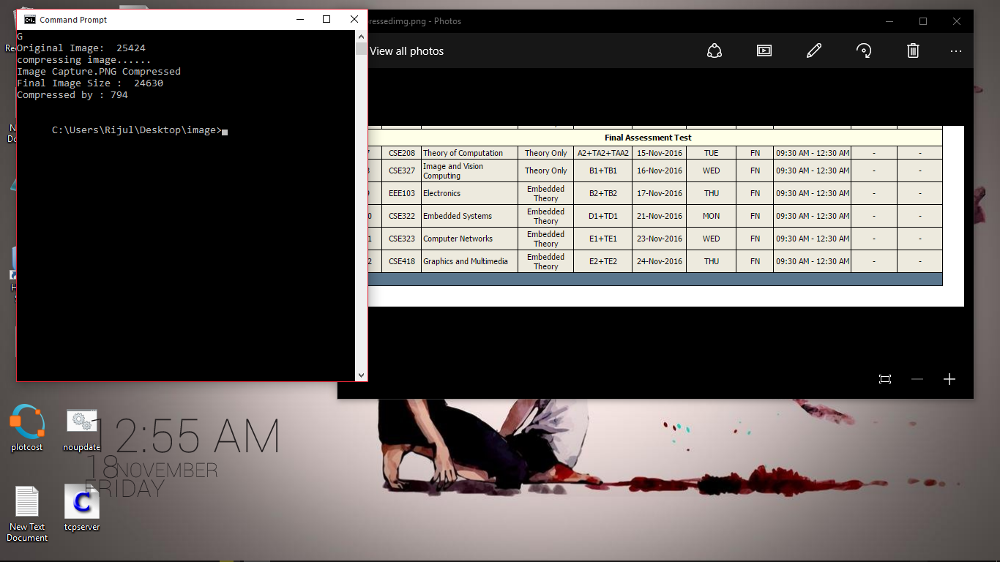 Command Prompt
G
Original Image:  25424
compressing image......
Image Capture.PNG Compressed
Final Image Size :  24630
Compressed by : 794
C:\Users\Rijul\Desktop\image>
ressedimg.png - Photos
View all photos
Final Assessment Test
7 CSE208 Theory of Computation Theory Only A2+TA2+TAA2 15-Nov-2016 TUE FN 09:30 AM - 12:30 AM - -
CSE327 Image and Vision Computing Theory Only B1+TB1 16-Nov-2016 WED FN 09:30 AM - 12:30 AM - -
EEE103 Electronics Embedded Theory B2+TB2 17-Nov-2016 THU FN 09:30 AM - 12:30 AM - -
0 CSE322 Embedded Systems Embedded Theory D1+TD1 21-Nov-2016 MON FN 09:30 AM - 12:30 AM - -
1 CSE323 Computer Networks Embedded Theory E1+TE1 23-Nov-2016 WED FN 09:30 AM - 12:30 AM - -
2 CSE418 Graphics and Multimedia Embedded Theory E2+TE2 24-Nov-2016 THU FN 09:30 AM - 12:30 AM - -
plotcost
noupdate
12:55 AM
18NOVEMBER
FRIDAY
New Text
Document
tcpserver